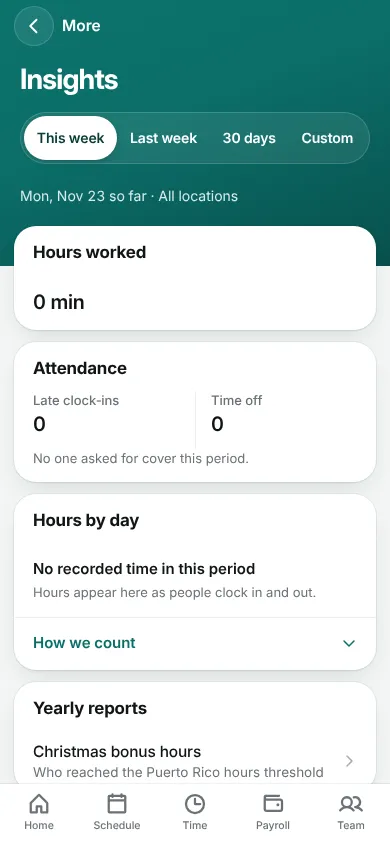 More
Insights
This week
Last week
30 days
Custom
Mon, Nov 23 so far · All locations
Hours worked
0 min
Attendance
Late clock-ins
Time off
0
0
No one asked for cover this period.
Hours by day
No recorded time in this period
Hours appear here as people clock in and out.
How we count
Yearly reports
Christmas bonus hours
Who reached the Puerto Rico hours threshold
Home
Schedule
Time
Payroll
Team